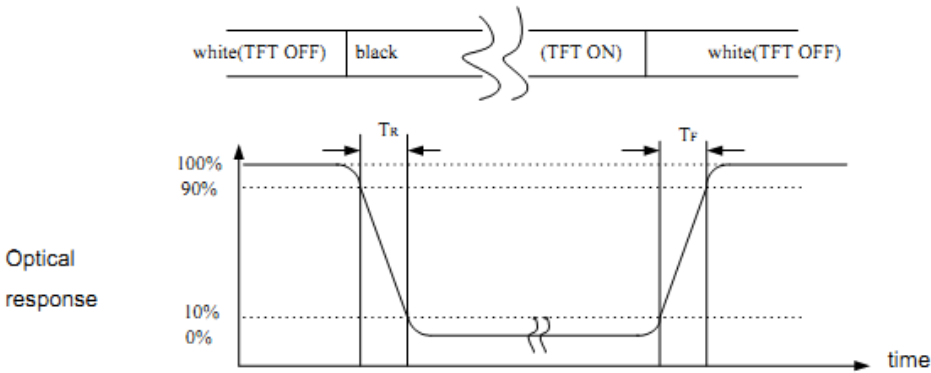 white(TFT OFF) black (TFT ON) white(TFT OFF)
TR TF
100%
90%
Optical
response
10%
0%
time